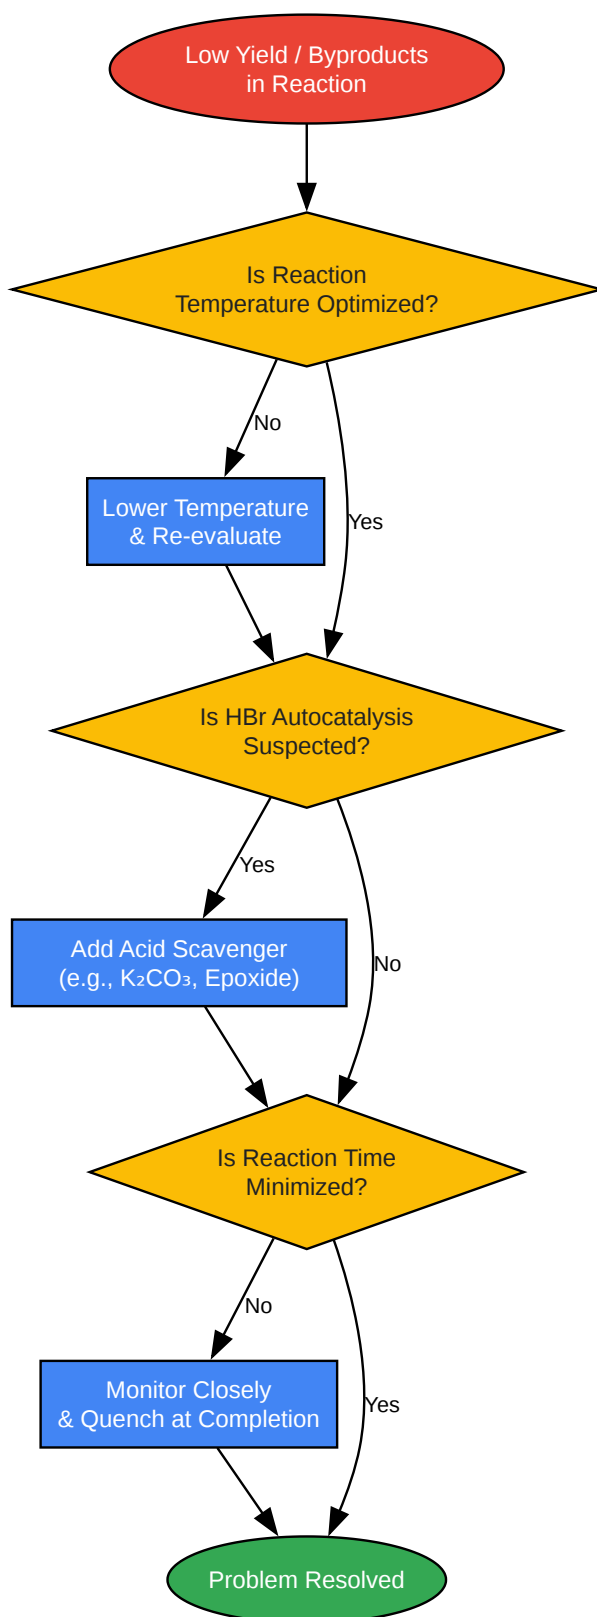 Low Yield / Byproducts
in Reaction
Is Reaction
Temperature Optimized?
No
Lower Temperature
& Re-evaluate
Yes
Is HBr Autocatalysis
Suspected?
Yes
Add Acid Scavenger
(e.g., K₂CO₃, Epoxide)
No
Is Reaction Time
Minimized?
No
Monitor Closely
& Quench at Completion
Yes
Problem Resolved